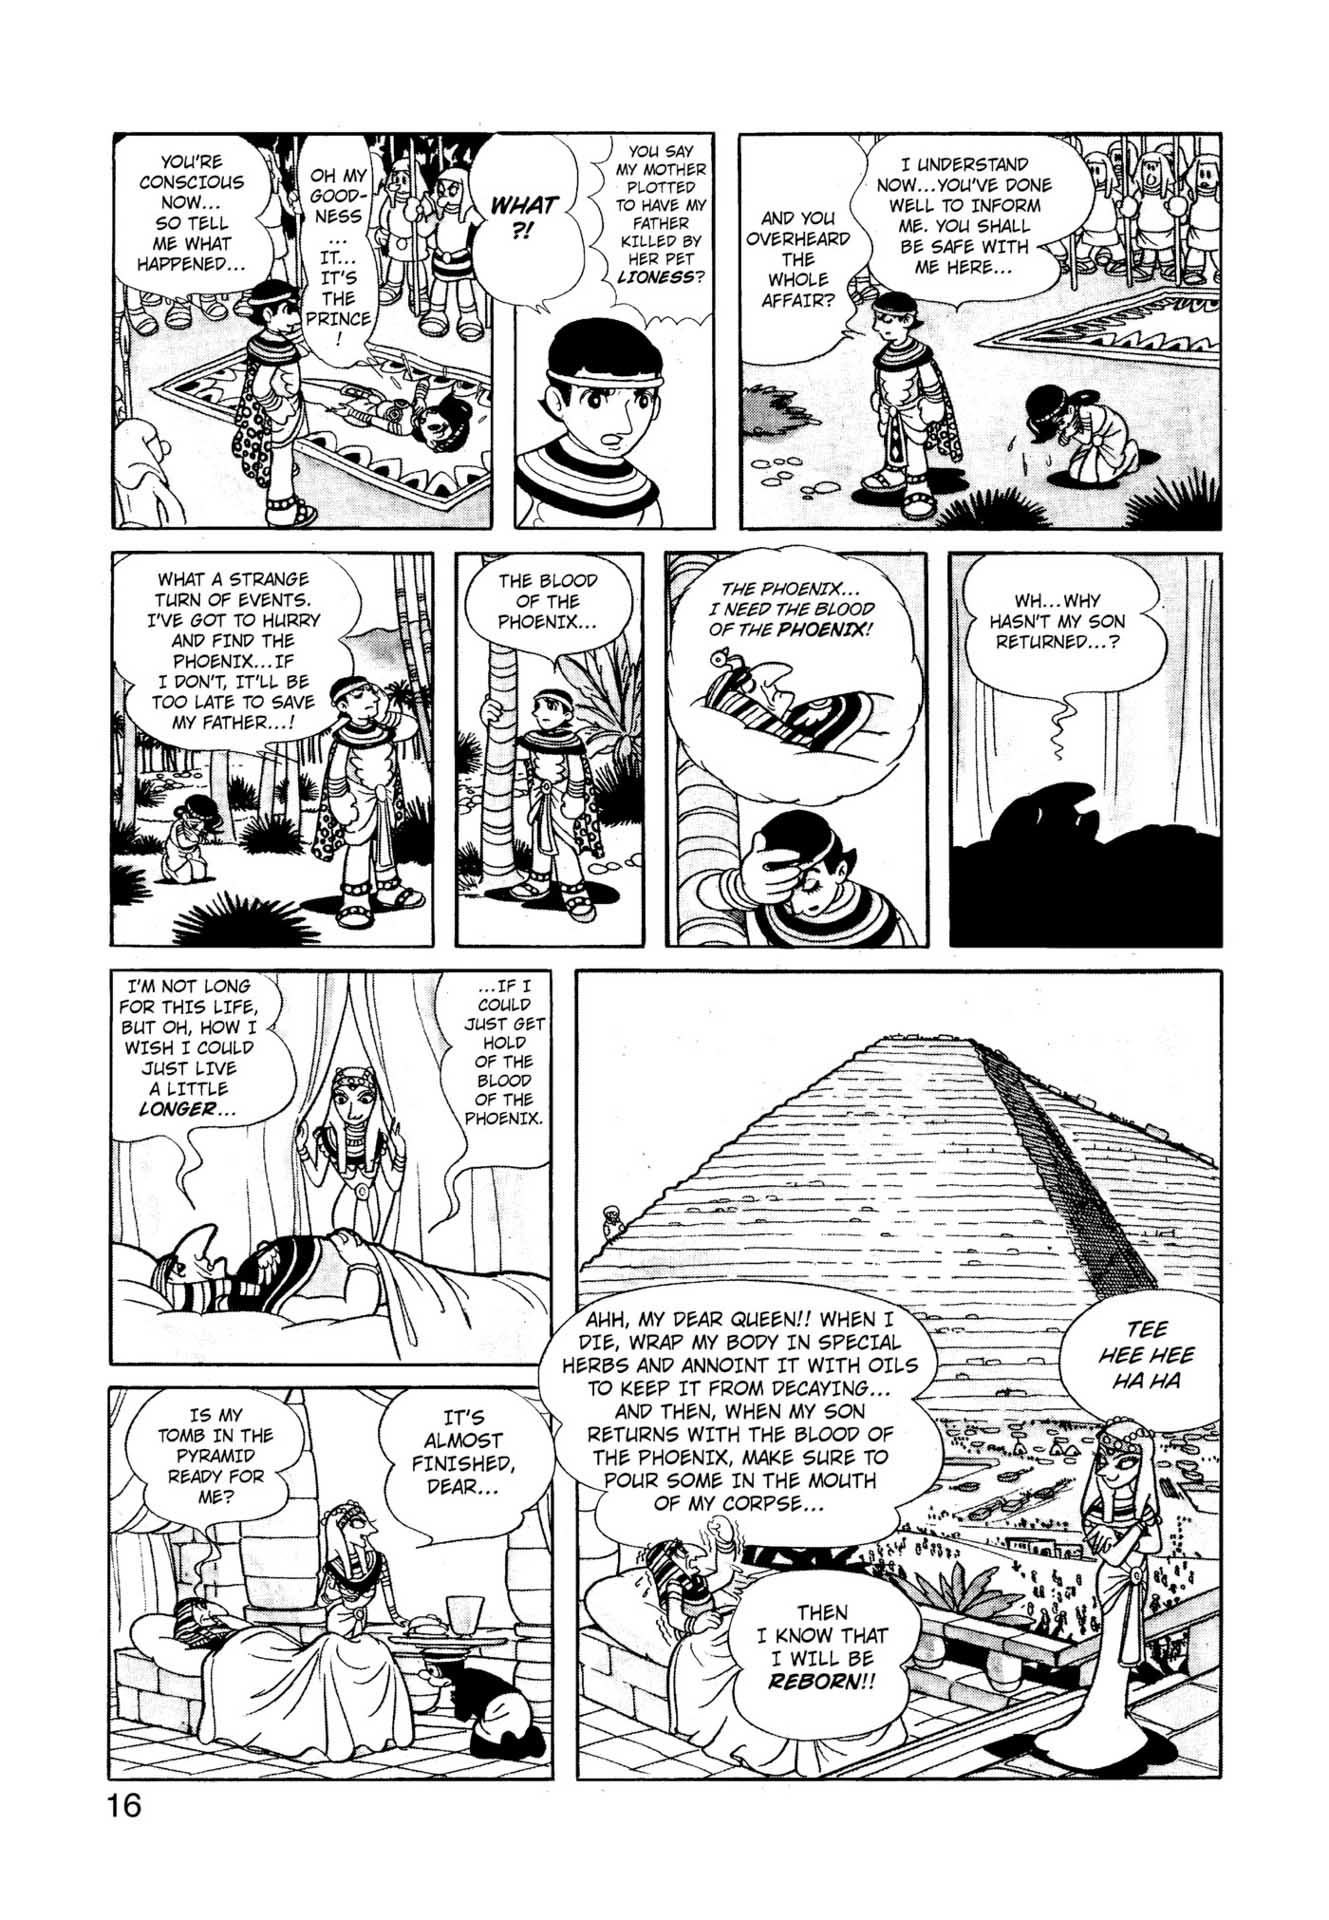 YOU'RE
CONSCIOUS
NOW...
SO TELL
ME WHAT
HAPPENED...
OH MY
GOOD-
NESS
...
IT...
IT'S
THE
PRINCE
!
WHAT
?!
YOU SAY
MY MOTHER
PLOTTED
TO HAVE MY
FATHER
KILLED BY
HER PET
LIONESS?
AND YOU
OVERHEARD
THE
WHOLE
AFFAIR?
I UNDERSTAND
NOW...YOU'VE DONE
WELL TO INFORM
ME. YOU SHALL
BE SAFE WITH
ME HERE...
WHAT A STRANGE
TURN OF EVENTS.
I'VE GOT TO HURRY
AND FIND THE
PHOENIX...IF
I DON'T, IT'LL BE
TOO LATE TO SAVE
MY FATHER...!
THE BLOOD
OF THE
PHOENIX...
THE PHOENIX...
I NEED THE BLOOD
OF THE PHOENIX!
WH...WHY
HASN'T MY SON
RETURNED...?
I'M NOT LONG
FOR THIS LIFE,
BUT OH, HOW I
WISH I COULD
JUST LIVE
A LITTLE
LONGER...
...IF I
COULD
JUST GET
HOLD
OF THE
BLOOD
OF THE
PHOENIX.
IS MY
TOMB IN THE
PYRAMID
READY FOR
ME?
IT'S
ALMOST
FINISHED,
DEAR...
AHH, MY DEAR QUEEN!! WHEN I
DIE, WRAP MY BODY IN SPECIAL
HERBS AND ANNOINT IT WITH OILS
TO KEEP IT FROM DECAYING...
AND THEN, WHEN MY SON
RETURNS WITH THE BLOOD OF
THE PHOENIX, MAKE SURE TO
POUR SOME IN THE MOUTH
OF MY CORPSE...
THEN
I KNOW THAT
I WILL BE
REBORN!!
TEE
HEE HEE
HA HA
16